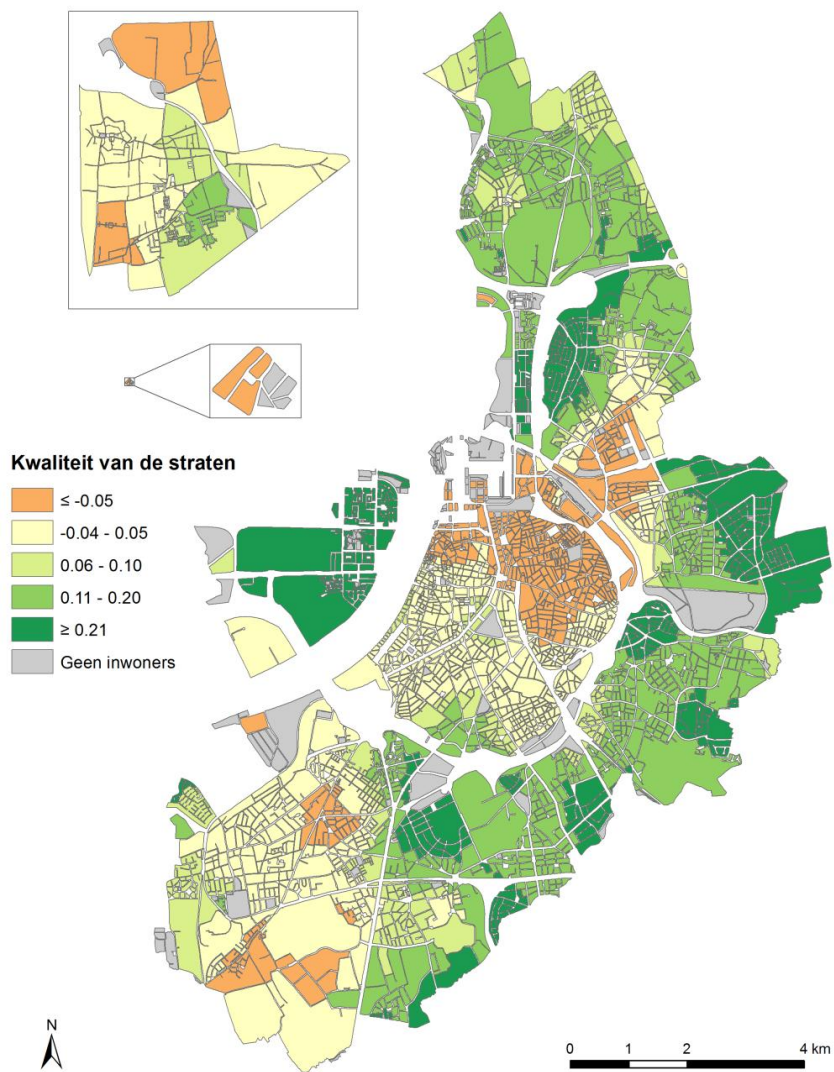 Kwaliteit van de straten
≤ -0.05
-0.04 - 0.05
0.06 - 0.10
0.11 - 0.20
≥ 0.21
Geen inwoners
N
0 1 2 4 km